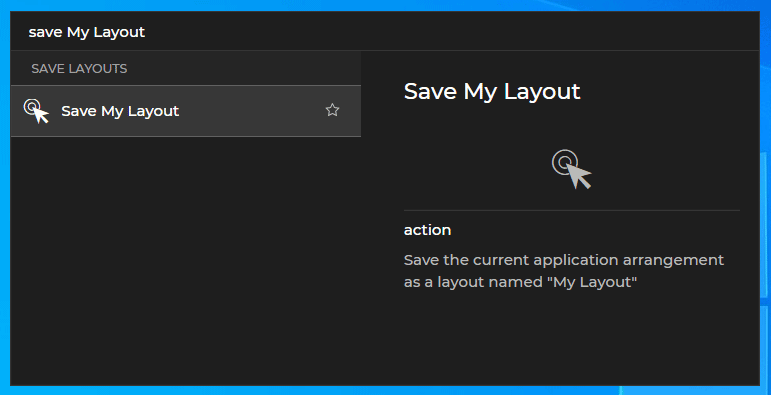 save My Layout
SAVE LAYOUTS
Save My Layout
Save My Layout
action
Save the current application arrangement
as a layout named "My Layout"